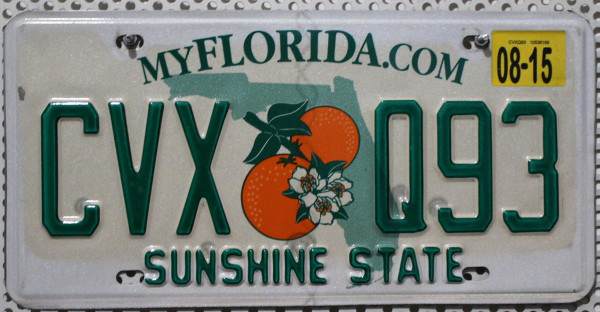 MYFLORIDA.COM
08-15
CVX Q93
SUNSHINE STATE